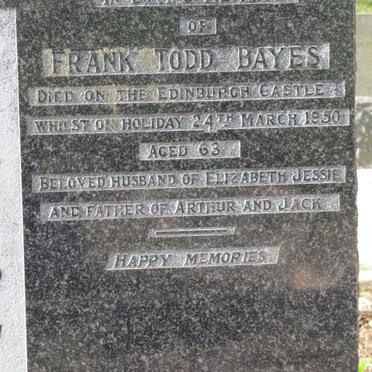 OF
FRANK TODD BAYES
DIED ON THE EDINBURGH CASTLE
WHILST ON HOLIDAY 24TH MARCH 1950
AGED 63
BELOVED HUSBAND OF ELIZABETH JESSIE
AND FATHER OF ARTHUR AND JACK
HAPPY MEMORIES